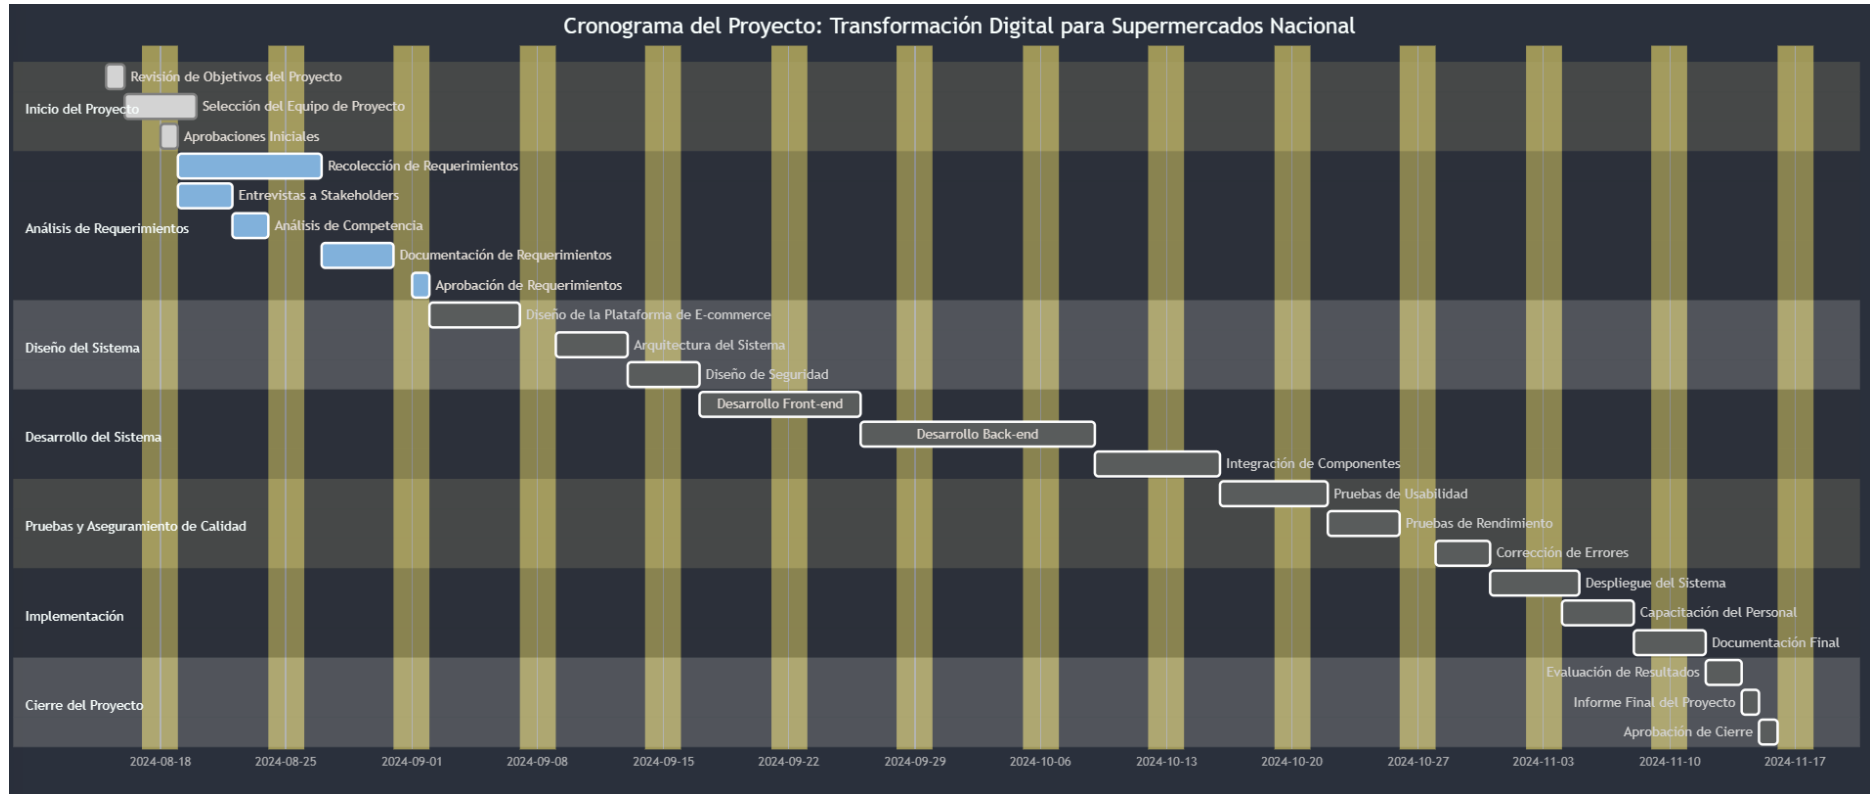 Cronograma del Proyecto: Transformación Digital para Supermercados Nacional
Inicio del Proyecto
Revisión de Objetivos del Proyecto
Selección del Equipo de Proyecto
Aprobaciones Iniciales
Análisis de Requerimientos
Recolección de Requerimientos
Entrevistas a Stakeholders
Análisis de Competencia
Documentación de Requerimientos
Aprobación de Requerimientos
Diseño del Sistema
Diseño de la Plataforma de E-commerce
Arquitectura del Sistema
Diseño de Seguridad
Desarrollo del Sistema
Desarrollo Front-end
Desarrollo Back-end
Integración de Componentes
Pruebas y Aseguramiento de Calidad
Pruebas de Usabilidad
Pruebas de Rendimiento
Corrección de Errores
Implementación
Despliegue del Sistema
Capacitación del Personal
Documentación Final
Cierre del Proyecto
Evaluación de Resultados
Informe Final del Proyecto
Aprobación de Cierre
2024-08-18
2024-08-25
2024-09-01
2024-09-08
2024-09-15
2024-09-22
2024-09-29
2024-10-06
2024-10-13
2024-10-20
2024-10-27
2024-11-03
2024-11-10
2024-11-17